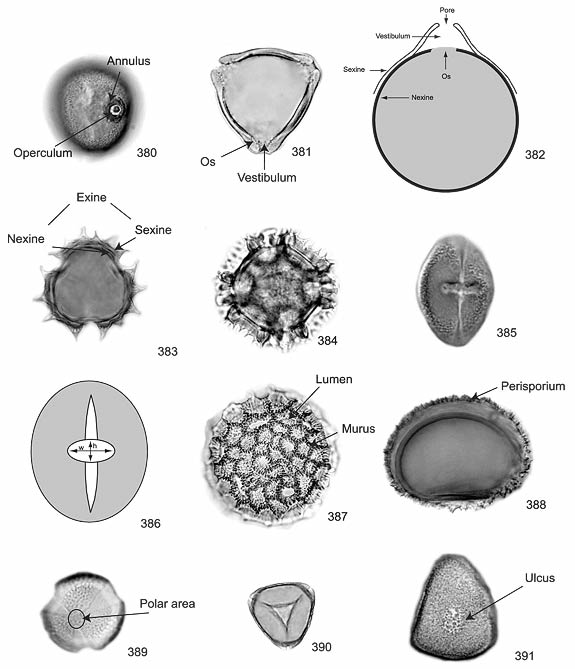 Annulus
Operculum
380
Os
Vestibulum
381
Pore
Vestibulum
Sexine
Os
Nexine
382
Exine
Nexine
Sexine
383
384
385
w
h
386
Lumen
Murus
387
Perisporium
388
Polar area
389
390
Ulcus
391